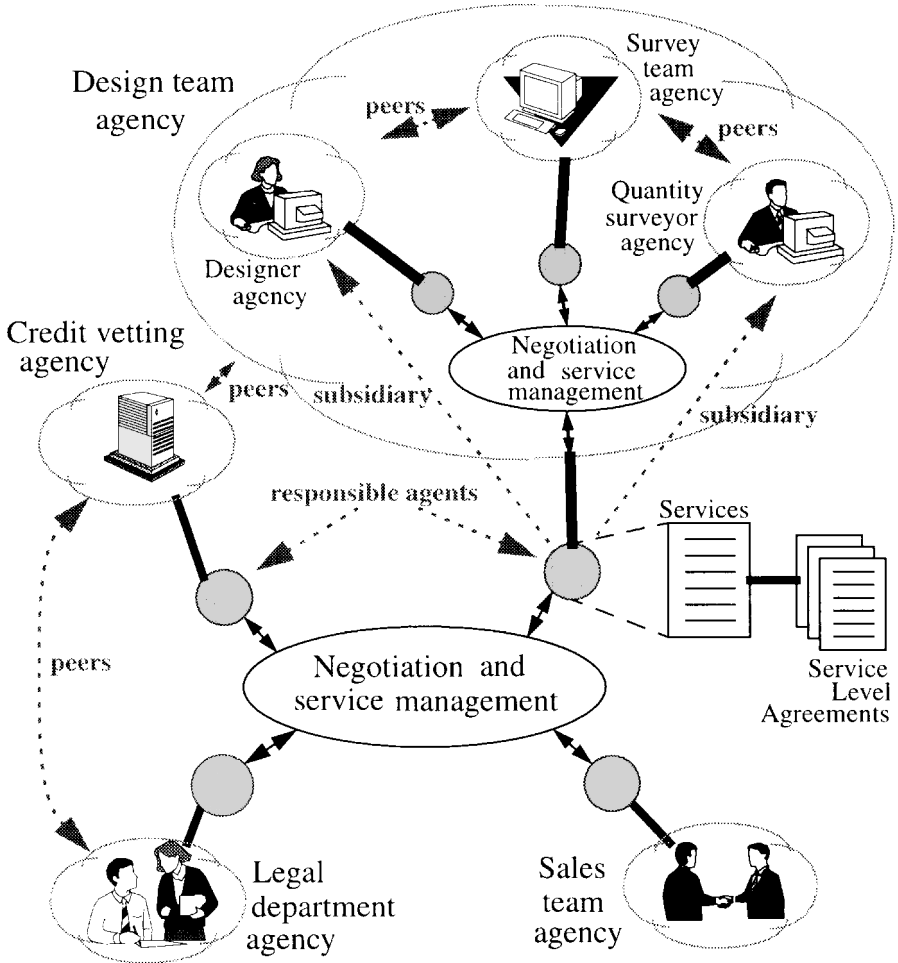 Design team
agency
peers
Survey
team
agency
peers
Designer
agency
Quantity
surveyor
agency
Credit vetting
agency
peers
subsidiary
Negotiation
and service
management
subsidiary
responsible agents
Services
peers
Negotiation and
service management
Service
Level
Agreements
Legal
department
agency
Sales
team
agency